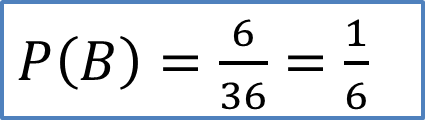 P(B) = 6/36 = 1/6